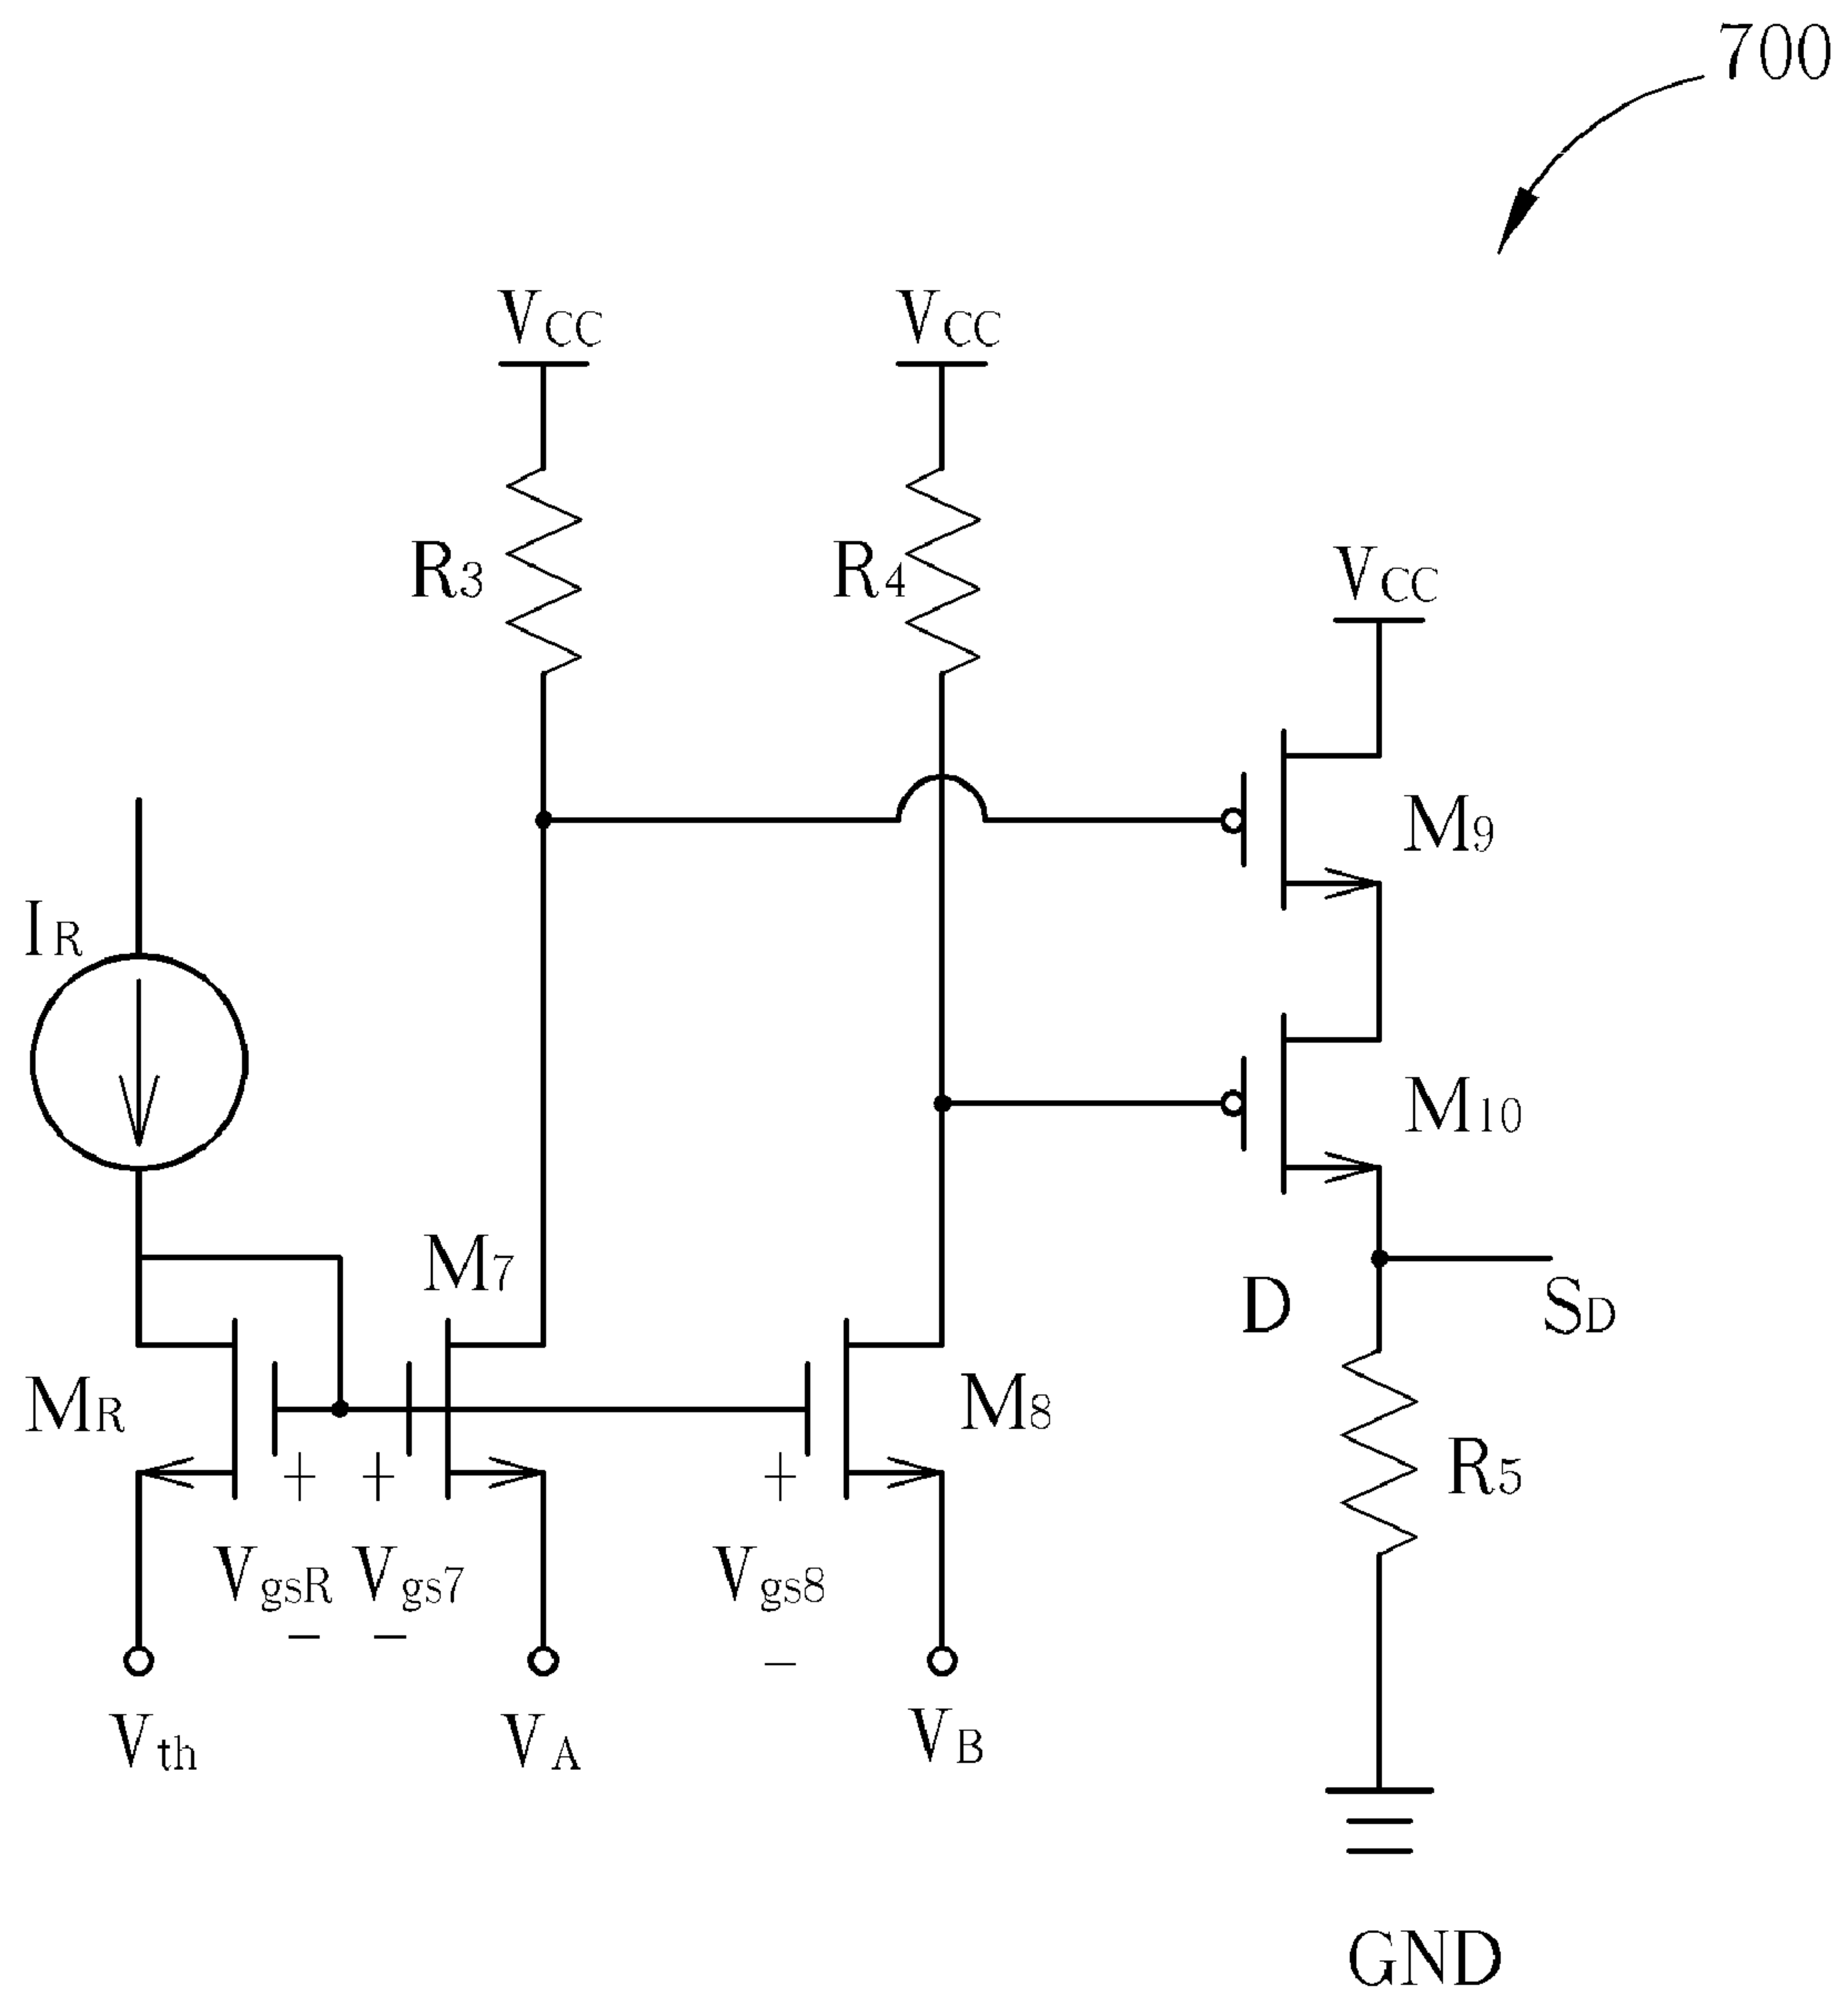 700
VCC VCC
R3 R4 VCC
M9
IR
M10
M7
D SD
MR M8
R5
+ + +
VgsR Vgs7 Vgs8
− − −
Vth VA VB
GND